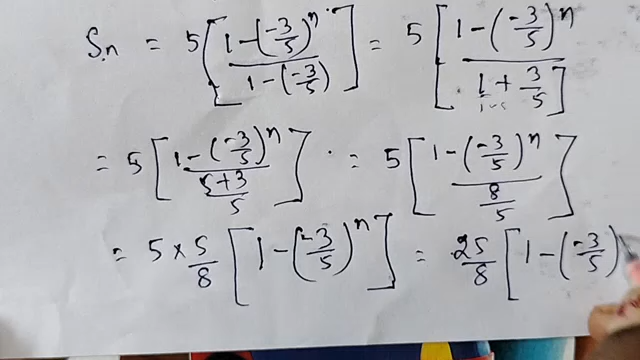 Sn = 5 [ (1 - (-3/5)^n) / (1 - (-3/5)) ] = 5 [ (1 - (-3/5)^n) / (1/1 + 3/5) ]
= 5 [ (1 - (-3/5)^n) / ((5+3)/5) ] = 5 [ (1 - (-3/5)^n) / (8/5) ]
= 5 × 5/8 [ 1 - (-3/5)^n ] = 25/8 [ 1 - (-3/5)